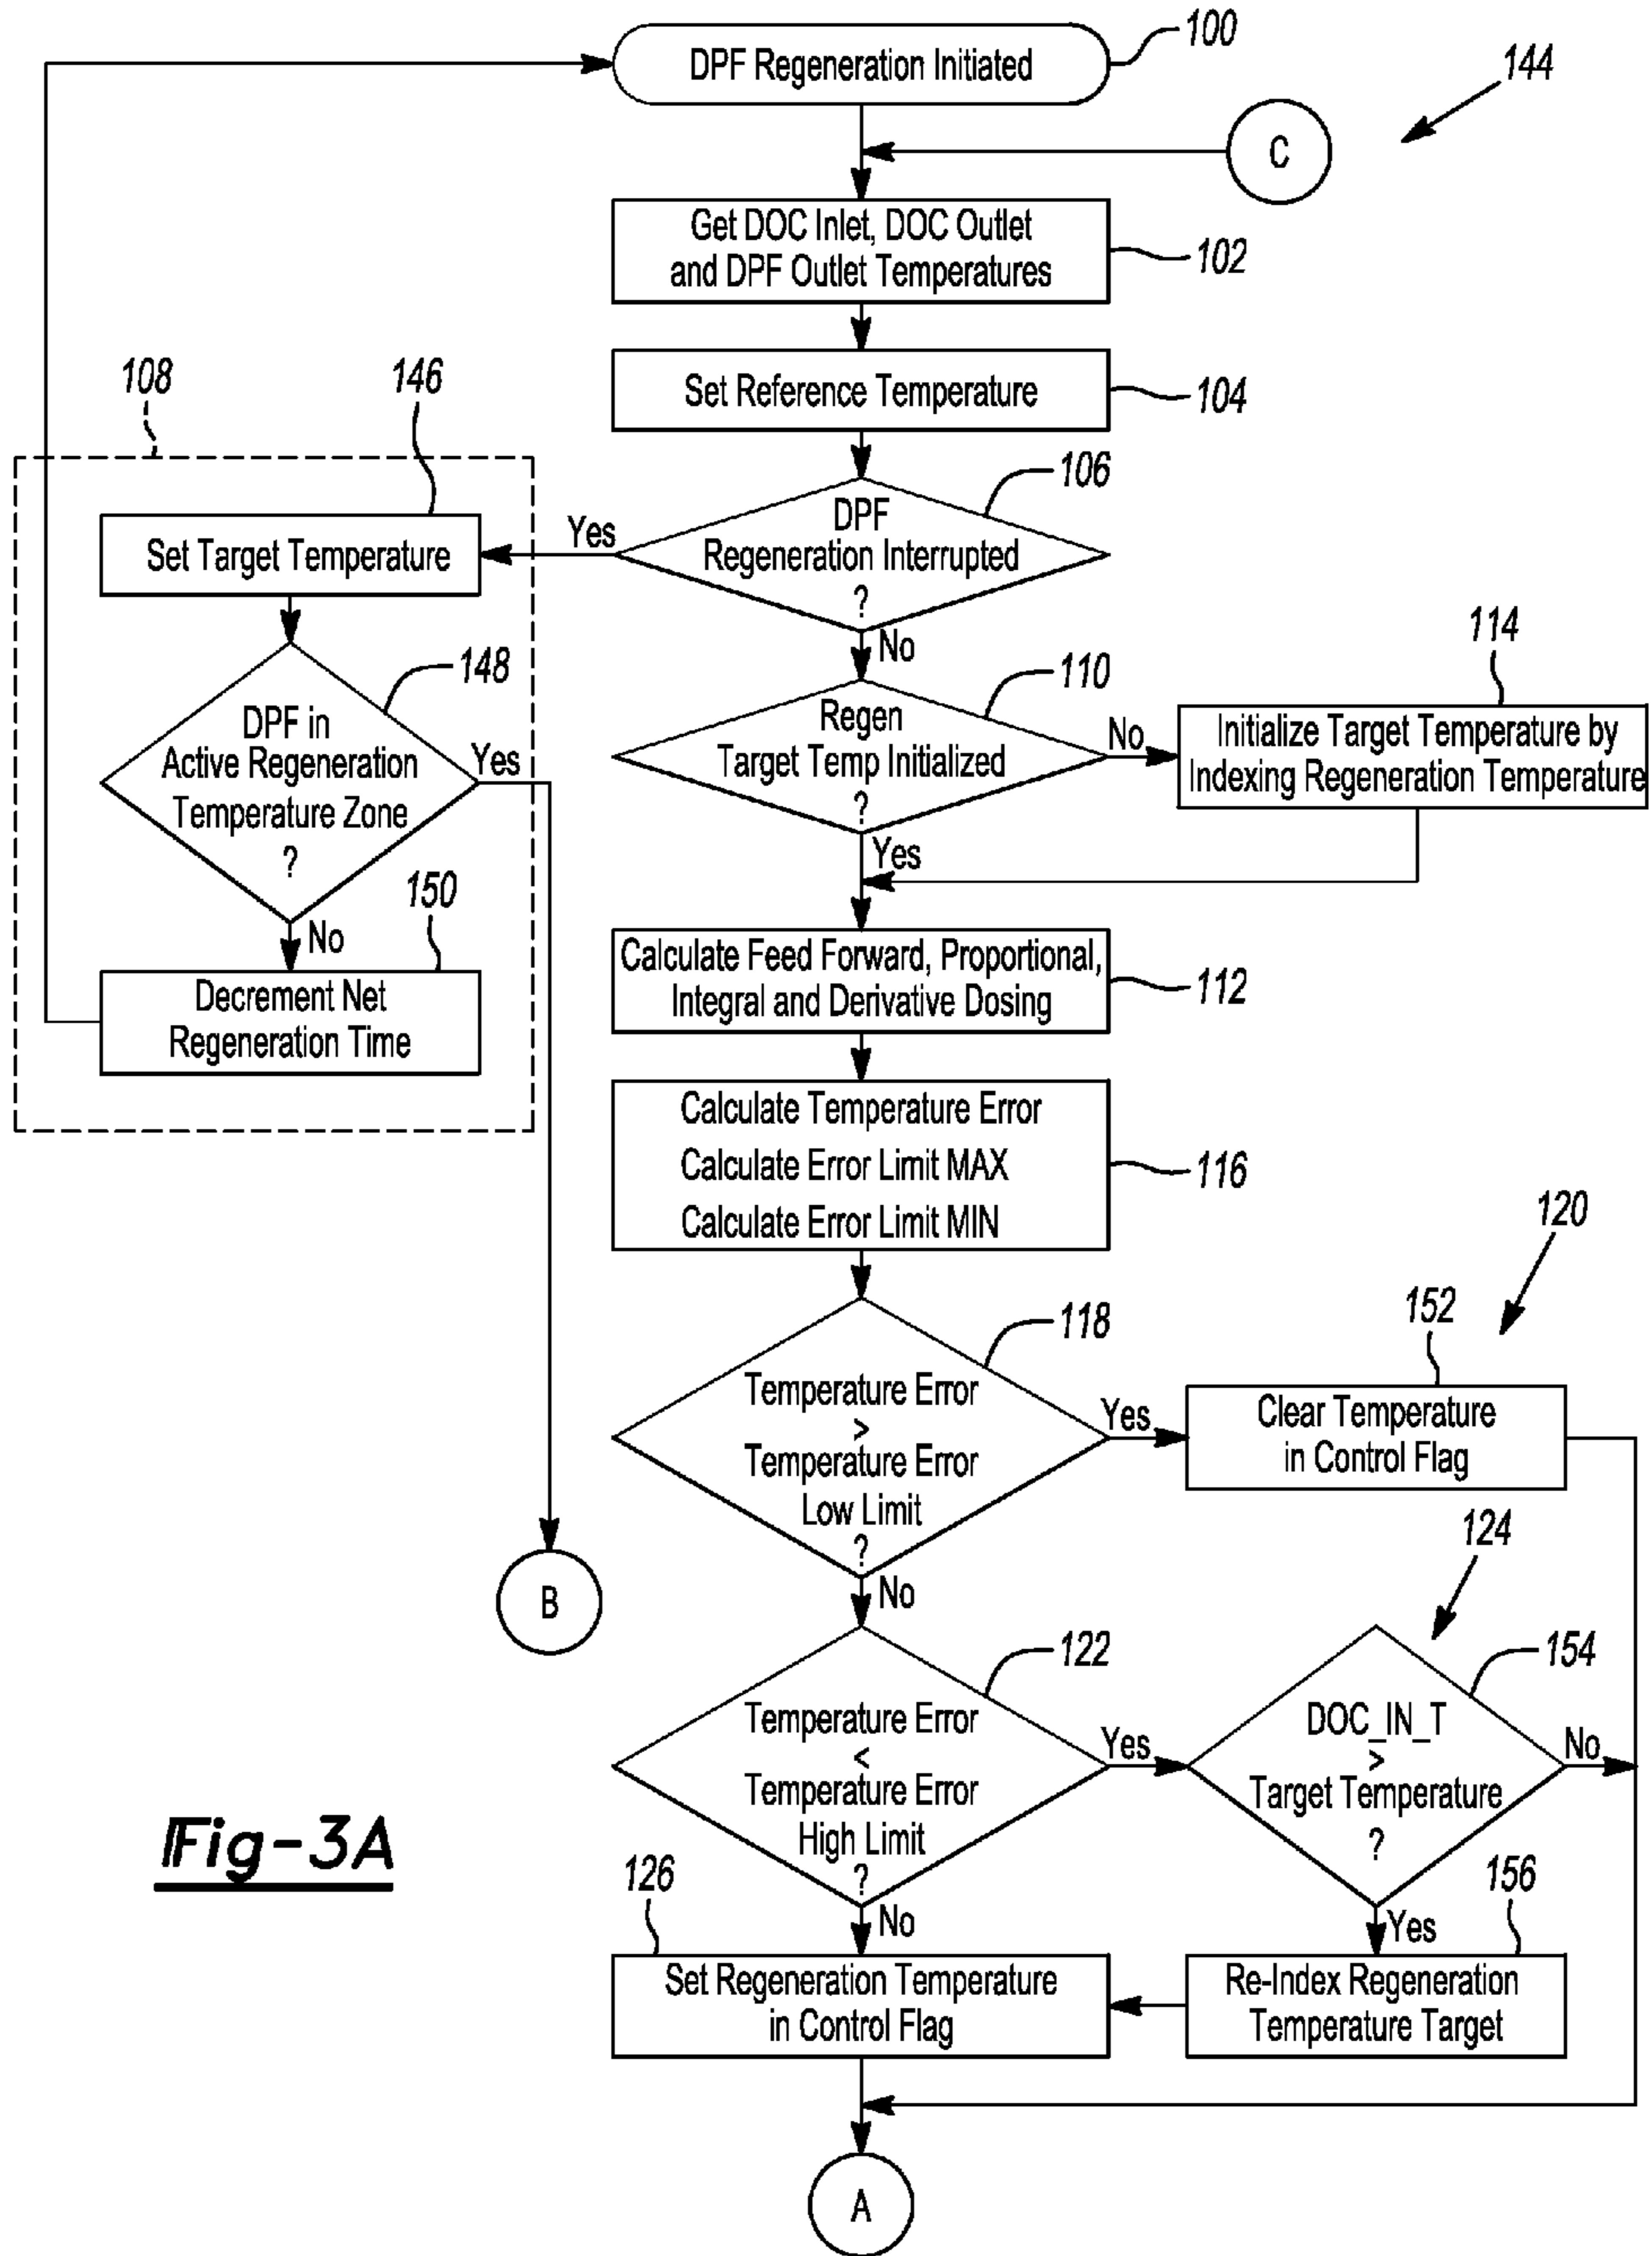 DPF Regeneration Initiated
100
144
C
Get DOC Inlet, DOC Outlet
and DPF Outlet Temperatures
102
Set Reference Temperature
104
108
146
DPF
Regeneration Interrupted
?
106
Yes
No
Set Target Temperature
148
DPF in
Active Regeneration
Temperature Zone
?
Yes
No
150
Decrement Net
Regeneration Time
B
110
Regen
Target Temp Initialized
?
No
Yes
114
Initialize Target Temperature by
Indexing Regeneration Temperature
Calculate Feed Forward, Proportional,
Integral and Derivative Dosing
112
Calculate Temperature Error
Calculate Error Limit MAX
Calculate Error Limit MIN
116
120
118
Temperature Error
>
Temperature Error
Low Limit
?
Yes
No
152
Clear Temperature
in Control Flag
124
122
Temperature Error
<
Temperature Error
High Limit
?
Yes
No
154
DOC_IN_T
>
Target Temperature
?
No
Yes
126
Set Regeneration Temperature
in Control Flag
156
Re-Index Regeneration
Temperature Target
A
Fig-3A